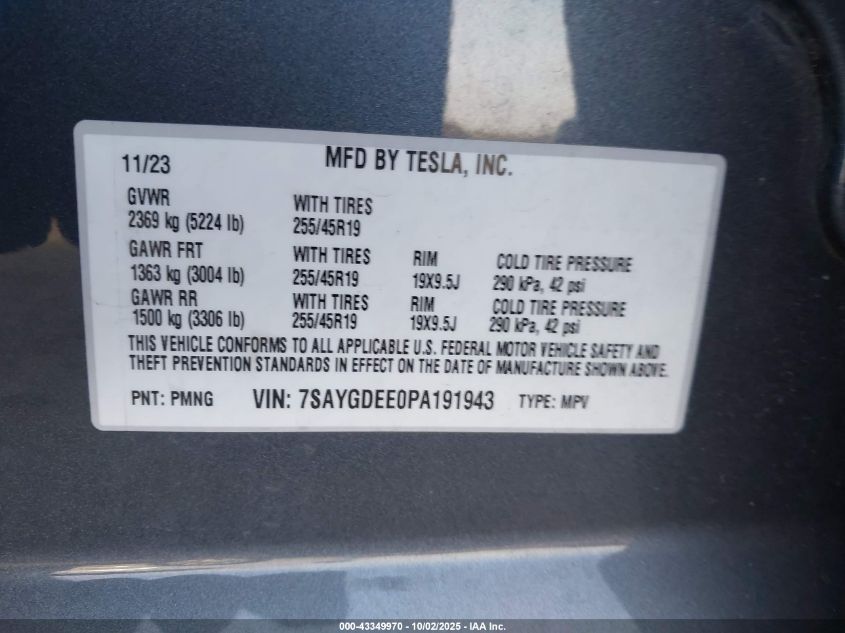 11/23 MFD BY TESLA, INC.
GVWR WITH TIRES
2369 kg (5224 lb) 255/45R19
GAWR FRT WITH TIRES RIM COLD TIRE PRESSURE
1363 kg (3004 lb) 255/45R19 19X9.5J 290 kPa, 42 psi
GAWR RR WITH TIRES RIM COLD TIRE PRESSURE
1500 kg (3306 lb) 255/45R19 19X9.5J 290 kPa, 42 psi
THIS VEHICLE CONFORMS TO ALL APPLICABLE U.S. FEDERAL MOTOR VEHICLE SAFETY AND
THEFT PREVENTION STANDARDS IN EFFECT ON THE DATE OF MANUFACTURE SHOWN ABOVE.
PNT: PMNG VIN: 7SAYGDEE0PA191943 TYPE: MPV
000-43349970 - 10/02/2025 - IAA Inc.